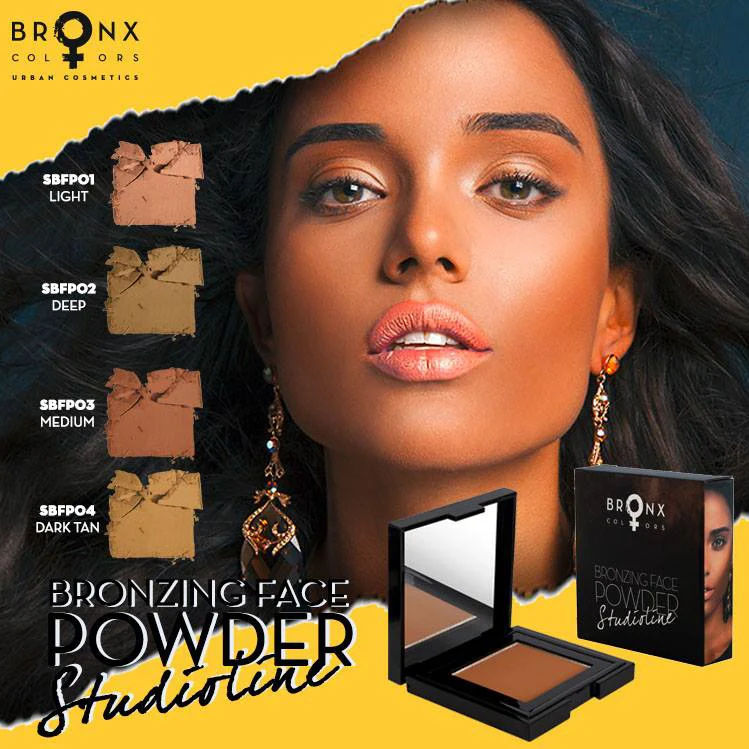 BRONX
COLORS
URBAN COSMETICS
SBFP01
LIGHT
SBFP02
DEEP
SBFP03
MEDIUM
SBFP04
DARK TAN
BRONZING FACE
POWDER
Studioline
BRONX
COLORS
BRONZING FACE
POWDER
Studioline